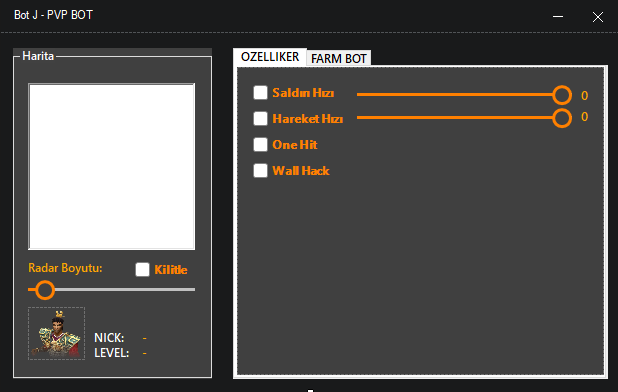 Bot J - PVP BOT
Harita
OZELLIKER
FARM BOT
Saldırı Hızı
0
Hareket Hızı
0
One Hit
Wall Hack
Radar Boyutu:
Kilitle
NICK: -
LEVEL: -